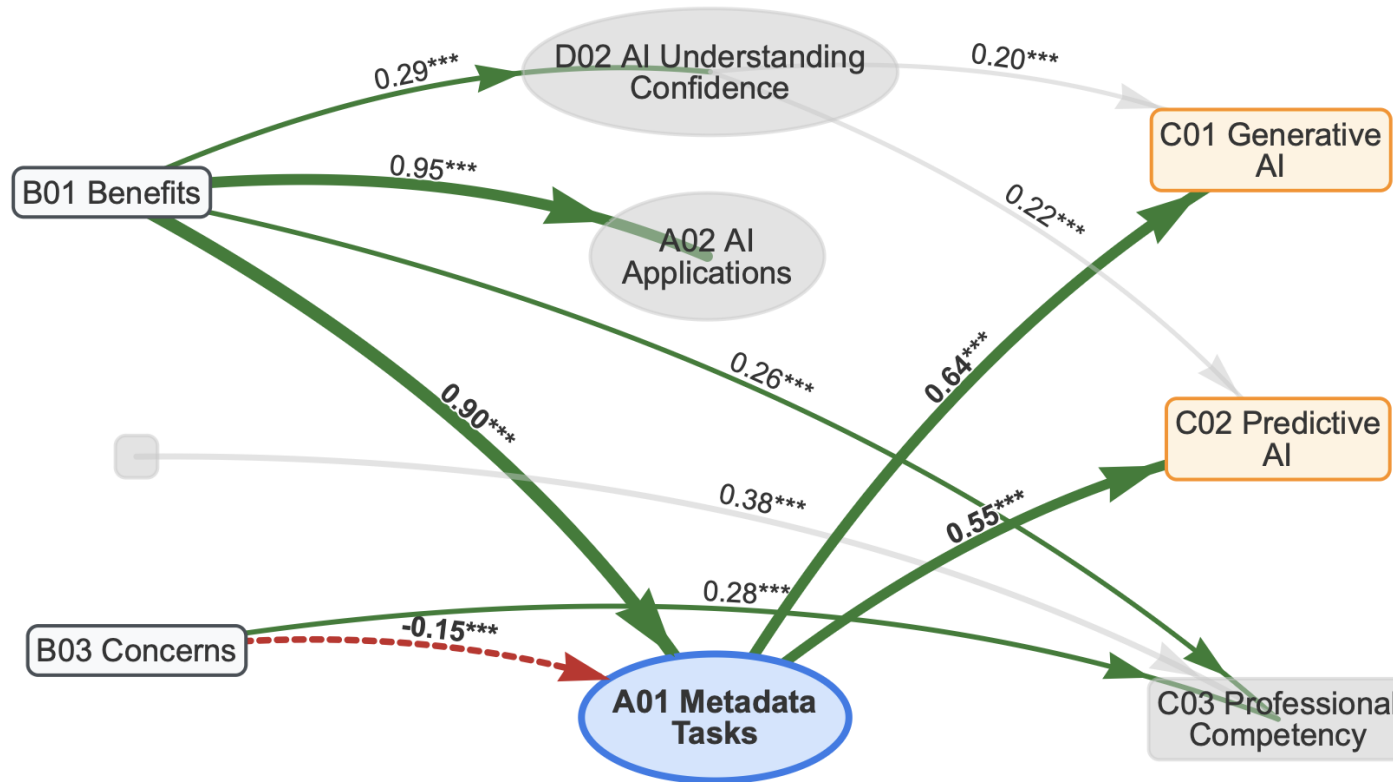 D02 AI Understanding
Confidence
0.20***
0.29***
C01 Generative
AI
0.95***
B01 Benefits
0.22***
A02 AI
Applications
0.26***
0.64***
0.90***
C02 Predictive
AI
0.38***
0.55***
0.28***
-0.15***
B03 Concerns
A01 Metadata
Tasks
C03 Professional
Competency